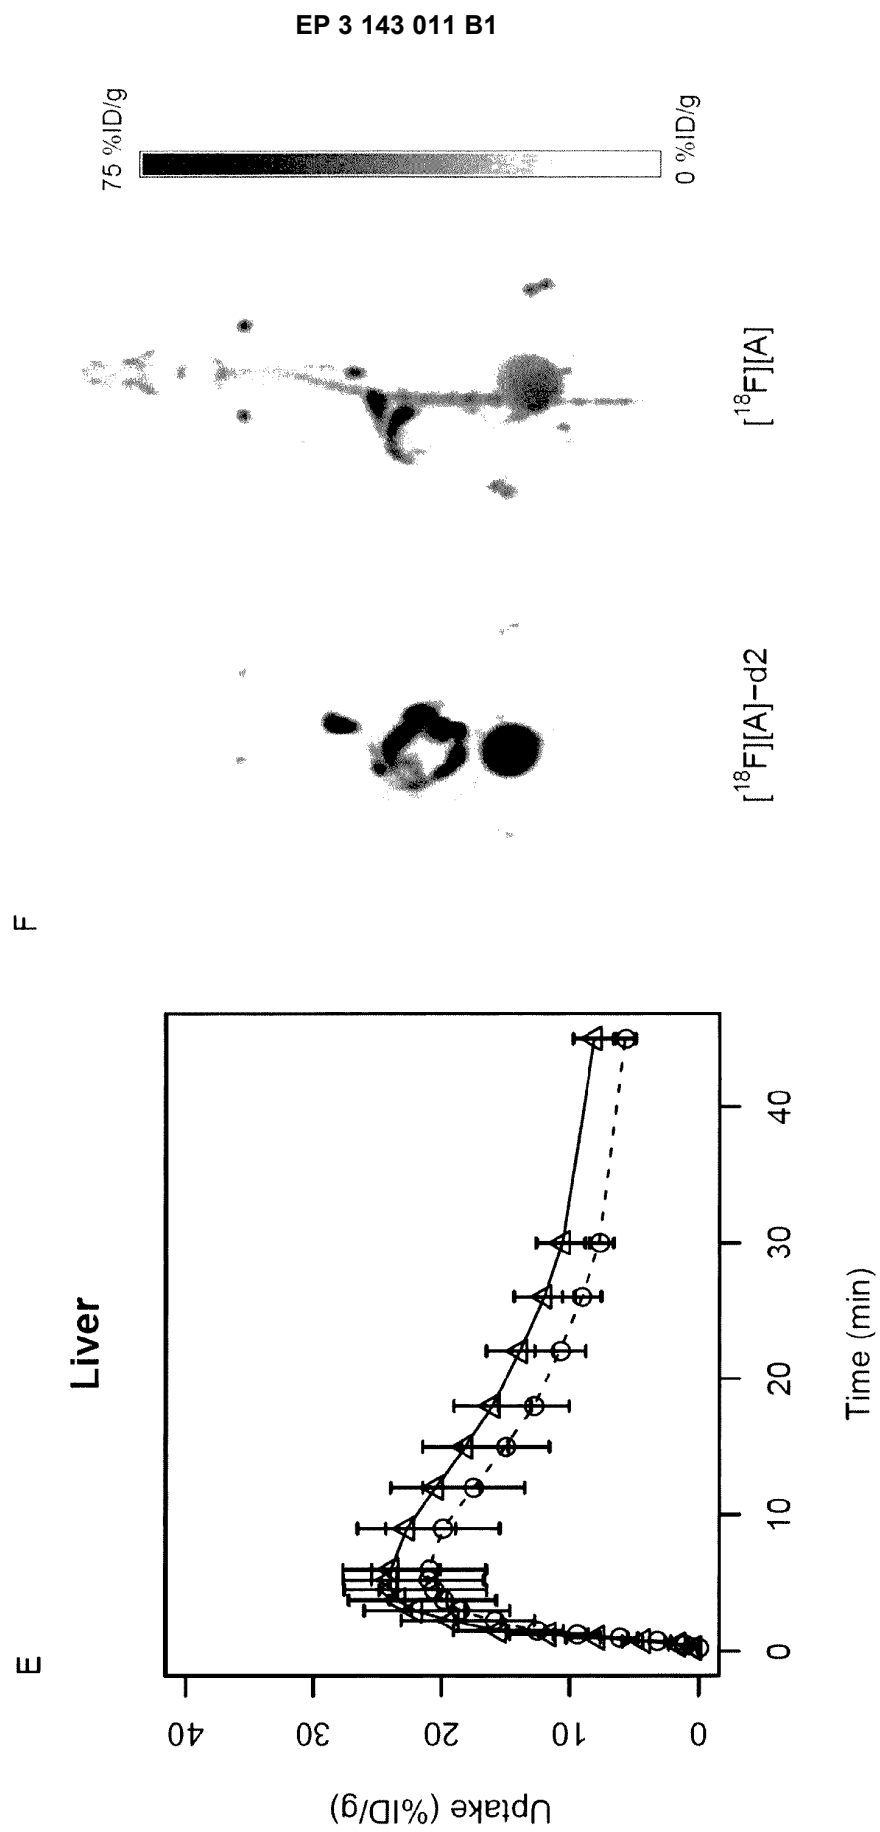 EP 3 143 011 B1
E
Liver
Uptake (%ID/g)
40
30
20
10
0
0
10
20
30
40
Time (min)
F
75 %ID/g
0 %ID/g
[¹⁸F][A]−d2
[¹⁸F][A]